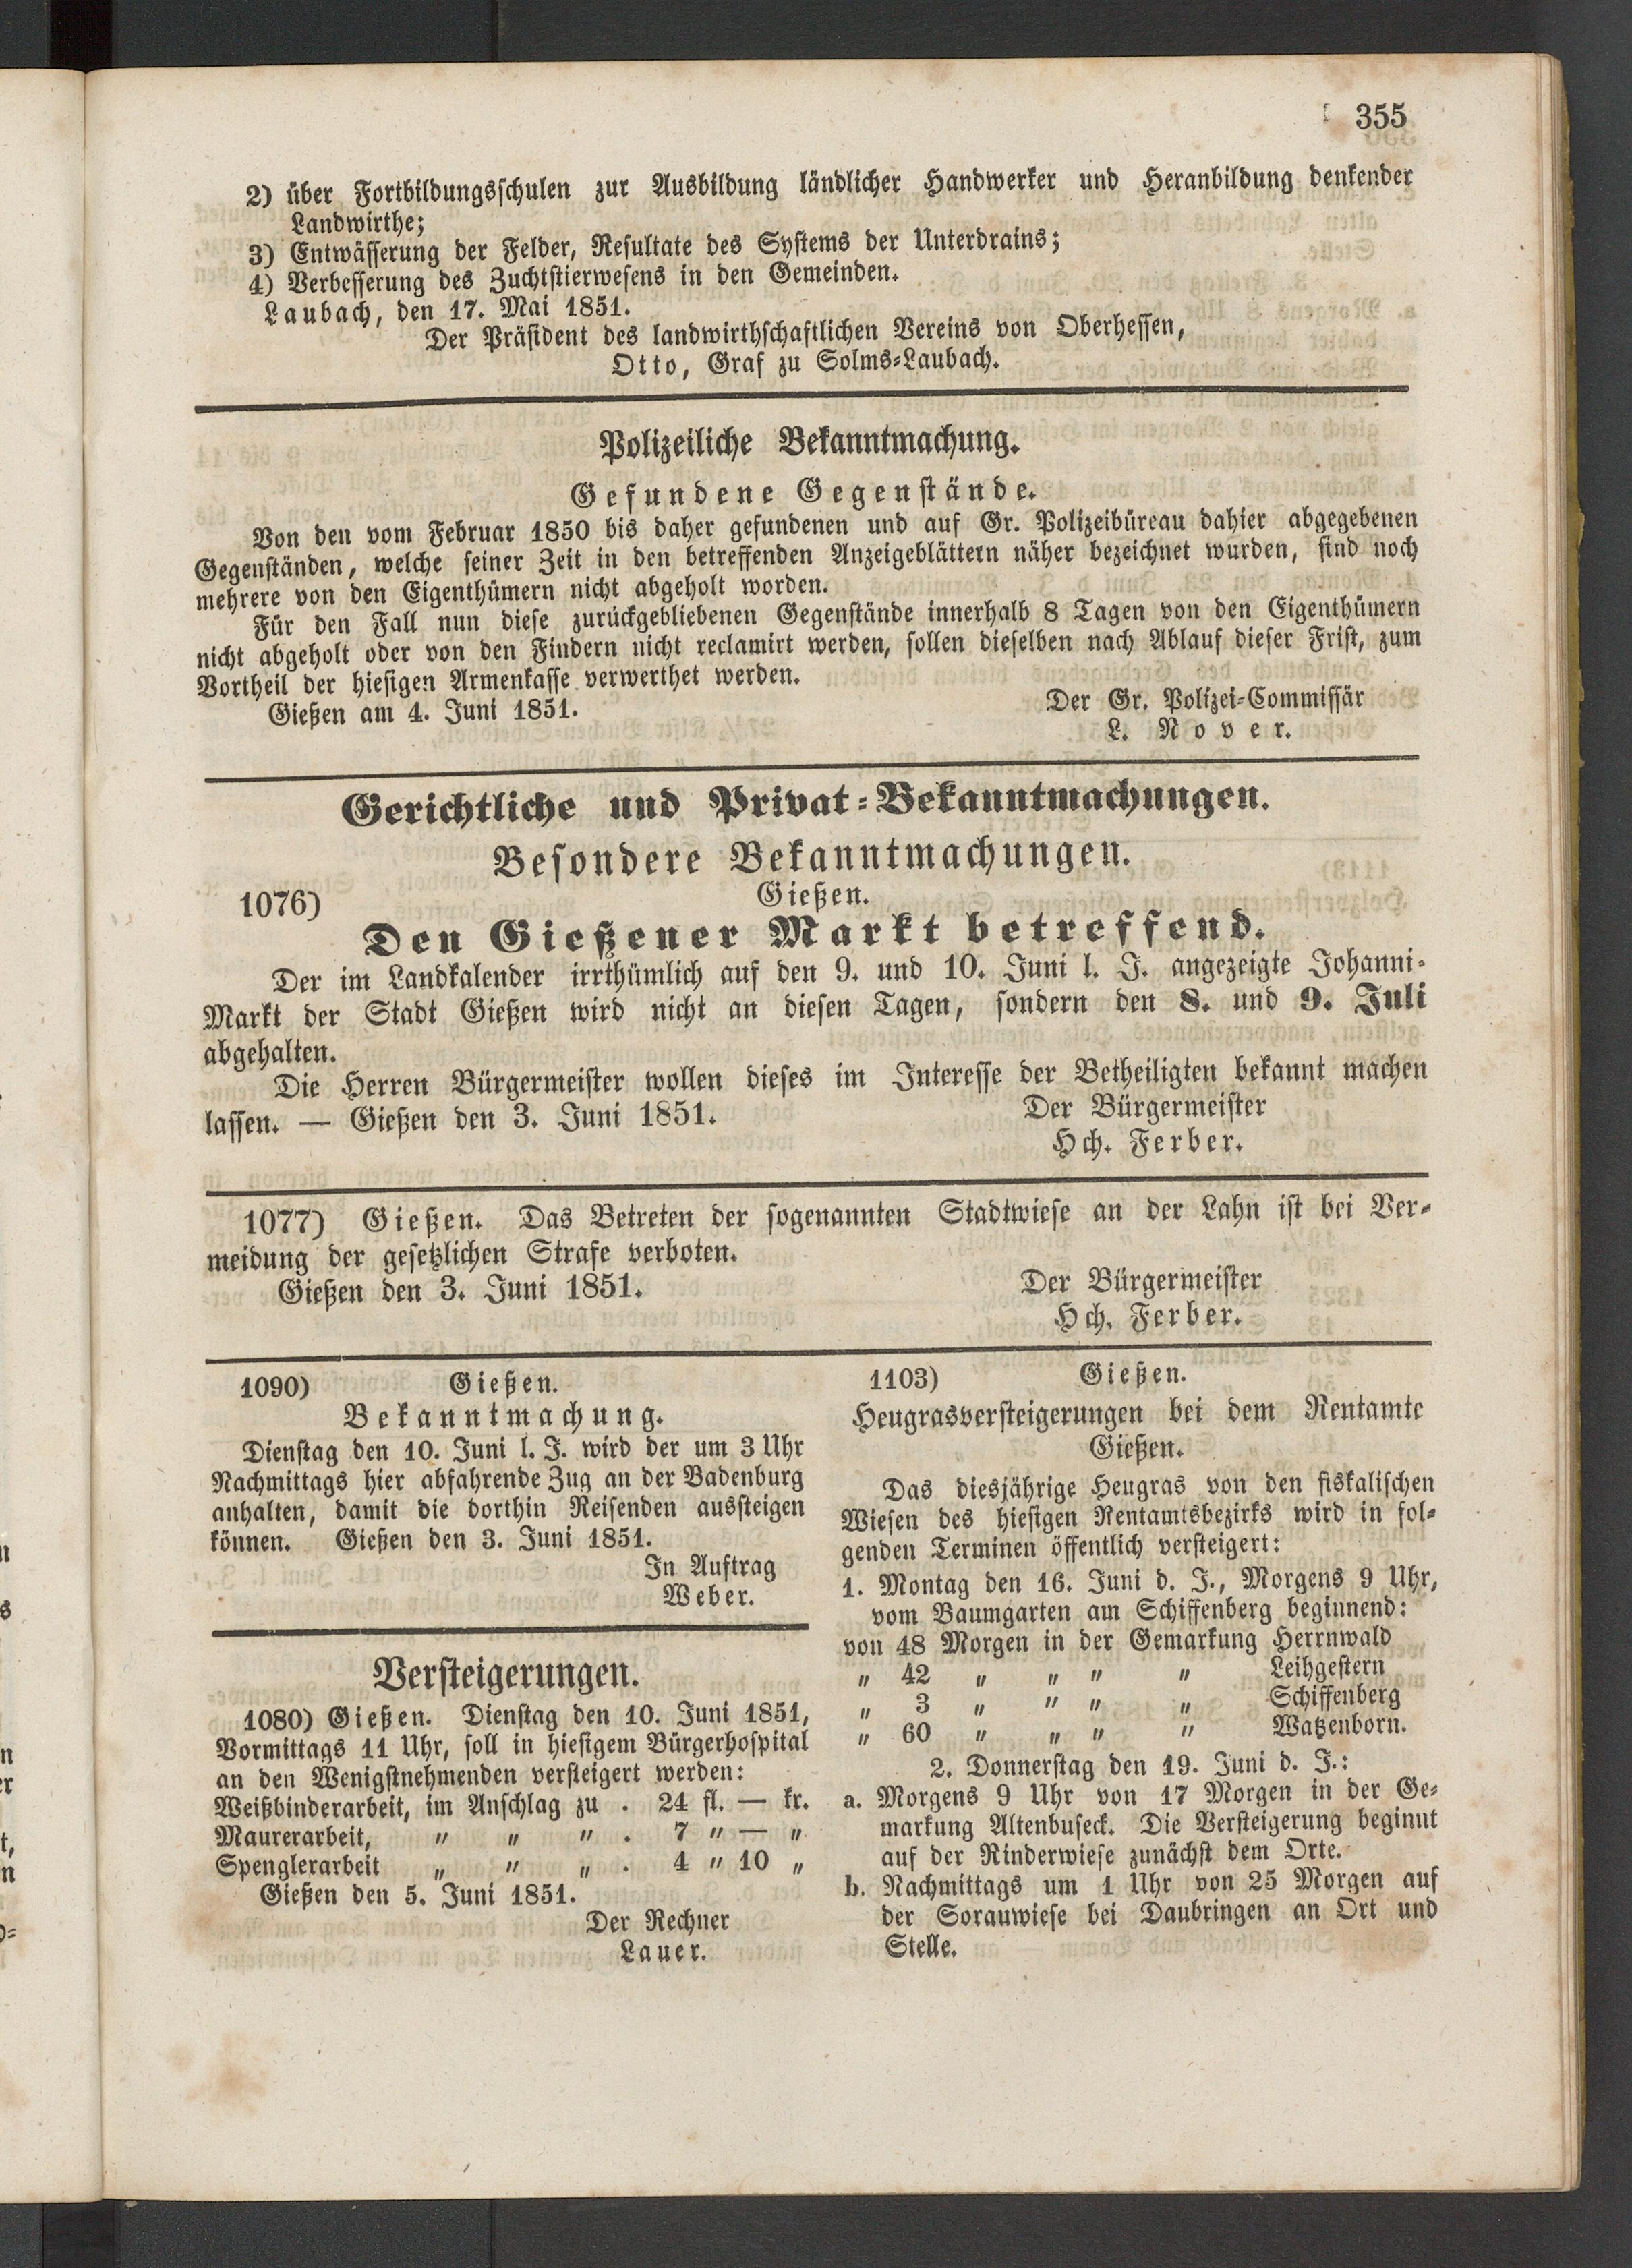 355
2) über Fortbildungsschulen zur Ausbildung ländlicher Handwerker und Heranbildung denkender
Landwirthe;
3) Entwässerung der Felder, Resultate des Systems der Unterdrains;
4) Verbesserung des Zuchtstierwesens in den Gemeinden.
Laubach, den 17. Mai 1851.
Der Präsident des landwirthschaftlichen Vereins von Oberhessen,
Otto, Graf zu Solms-Laubach.
Polizeiliche Bekanntmachung.
Gefundene Gegenstände.
Von den vom Februar 1850 bis daher gefundenen und auf Gr. Polizeibüreau dahier abgegebenen
Gegenständen, welche seiner Zeit in den betreffenden Anzeigeblättern näher bezeichnet wurden, sind noch
mehrere von den Eigenthümern nicht abgeholt worden.
Für den Fall nun diese zurückgebliebenen Gegenstände innerhalb 8 Tagen von den Eigenthümern
nicht abgeholt oder von den Findern nicht reclamirt werden, sollen dieselben nach Ablauf dieser Frist, zum
Vortheil der hiesigen Armenkasse verwerthet werden.
Gießen am 4. Juni 1851.
Der Gr. Polizei-Commissär
L. Nover.
Gerichtliche und Privat-Bekanntmachungen.
Besondere Bekanntmachungen.
1076) Gießen.
Den Gießener Markt betreffend.
Der im Landkalender irrthümlich auf den 9. und 10. Juni l. J. angezeigte Johanni-
Markt der Stadt Gießen wird nicht an diesen Tagen, sondern den 8. und 9. Juli
abgehalten.
Die Herren Bürgermeister wollen dieses im Interesse der Betheiligten bekannt machen
lassen. — Gießen den 3. Juni 1851.
Der Bürgermeister
Hch. Ferber.
1077) Gießen. Das Betreten der sogenannten Stadtwiese an der Lahn ist bei Ver-
meidung der gesetzlichen Strafe verboten.
Gießen den 3. Juni 1851.
Der Bürgermeister
Hch. Ferber.
1090) Gießen.
Bekanntmachung.
Dienstag den 10. Juni l. J. wird der um 3 Uhr
Nachmittags hier abfahrende Zug an der Badenburg
anhalten, damit die dorthin Reisenden aussteigen
können. Gießen den 3. Juni 1851.
In Auftrag
Weber.
Versteigerungen.
1080) Gießen. Dienstag den 10. Juni 1851,
Vormittags 11 Uhr, soll in hiesigem Bürgerhospital
an den Wenigstnehmenden versteigert werden:
Weißbinderarbeit, im Anschlag zu . 24 fl. — kr.
Maurerarbeit, " " " . 7 " — "
Spenglerarbeit " " " . 4 " 10 "
Gießen den 5. Juni 1851.
Der Rechner
Lauer.
1103) Gießen.
Heugrasversteigerungen bei dem Rentamte
Gießen.
Das diesjährige Heugras von den fiskalischen
Wiesen des hiesigen Rentamtsbezirks wird in fol-
genden Terminen öffentlich versteigert:
1. Montag den 16. Juni d. J., Morgens 9 Uhr,
vom Baumgarten am Schiffenberg beginnend:
von 48 Morgen in der Gemarkung Herrnwald
" 42 " " " " Leihgestern
" 3 " " " " Schiffenberg
" 60 " " " " Watzenborn.
2. Donnerstag den 19. Juni d. J.:
a. Morgens 9 Uhr von 17 Morgen in der Ge-
markung Altenbuseck. Die Versteigerung beginnt
auf der Rinderwiese zunächst dem Orte.
b. Nachmittags um 1 Uhr von 25 Morgen auf
der Sorauwiese bei Daubringen an Ort und
Stelle.